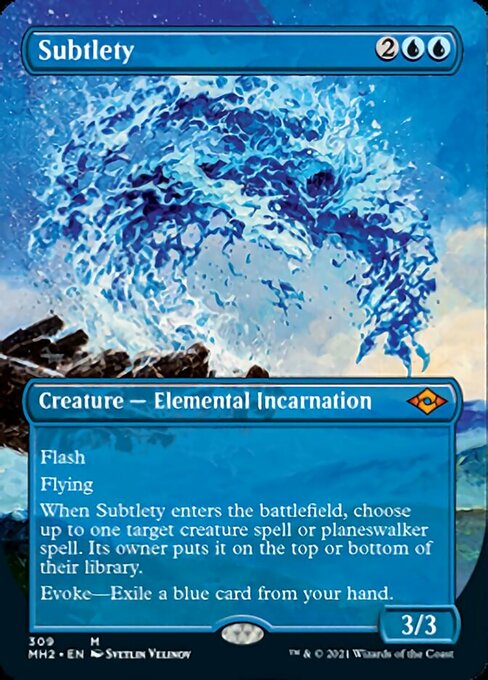 Subtlety 2
Creature — Elemental Incarnation
Flash
Flying
When Subtlety enters the battlefield, choose
up to one target creature spell or planeswalker
spell. Its owner puts it on the top or bottom of
their library.
Evoke—Exile a blue card from your hand.
3/3
309 M
MH2 • EN Svetlin Velinov
™ & © 2021 Wizards of the Coast